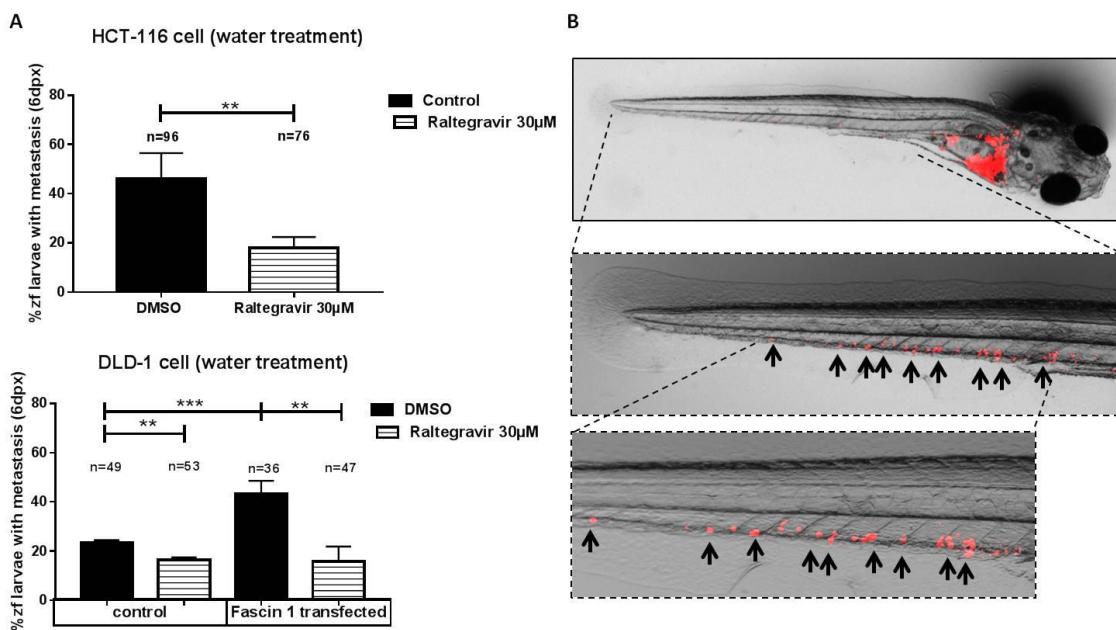 A
HCT-116 cell (water treatment)
% zf larvae with metastasis (6dpx)
80
60
40
20
0
**
n=96
n=76
DMSO
Raltegravir 30µM
Control
Raltegravir 30µM
DLD-1 cell (water treatment)
% zf larvae with metastasis (6dpx)
80
60
40
20
0
***
**
**
n=49
n=53
n=36
n=47
control
Fascin 1 transfected
DMSO
Raltegravir 30µM
B